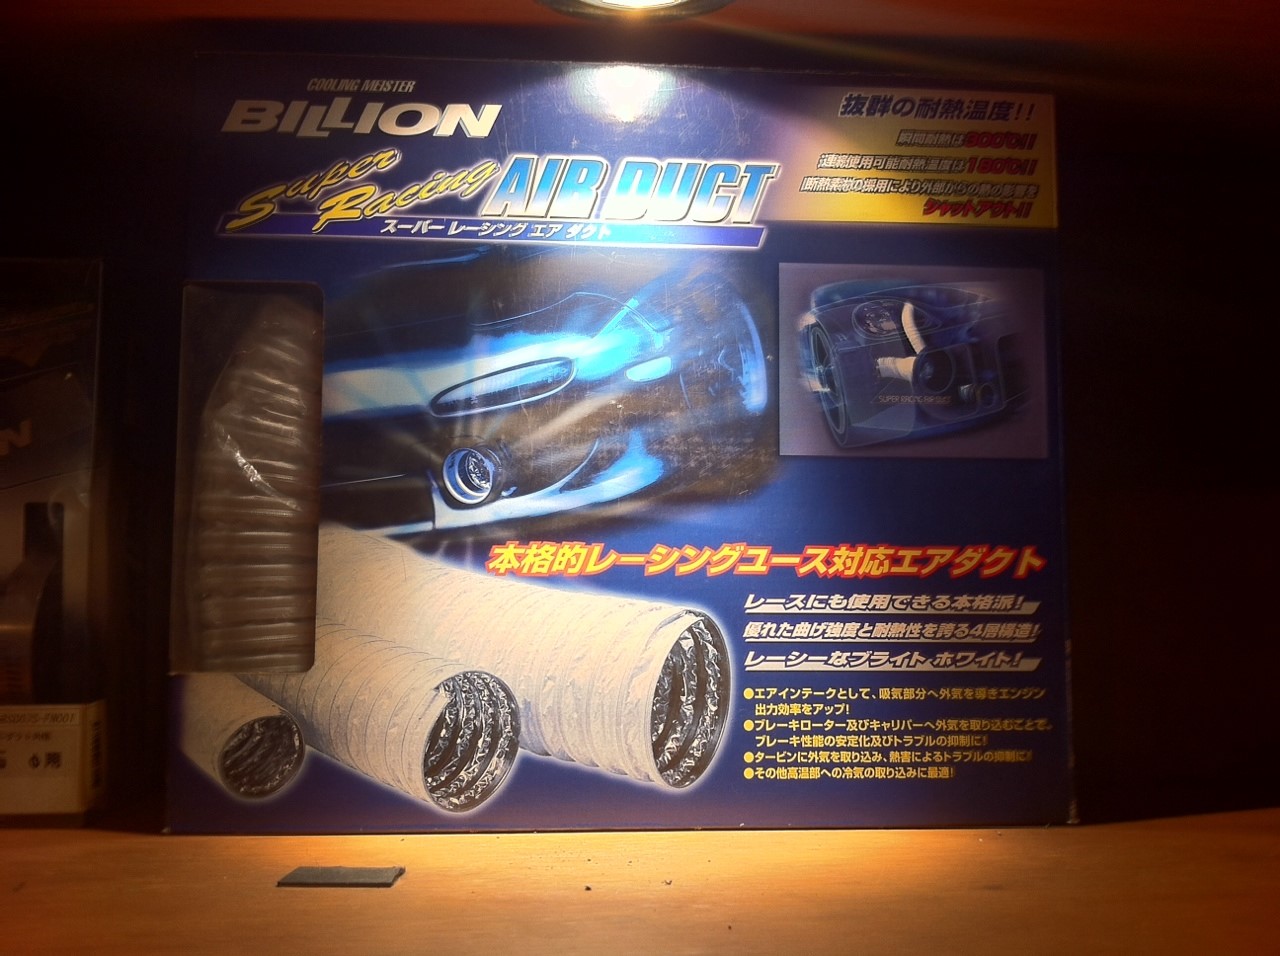 COOLING MEISTER
BILLION
Super
Racing
AIR DUCT
スーパー レーシング エア ダクト
抜群の耐熱温度!!
瞬間耐熱は300℃!!
連続使用可能耐熱温度は180℃!!
断熱素材の採用により外部からの熱の影響を
シャットアウト!!
SUPER RACING AIR DUCT
本格的レーシングユース対応エアダクト
レースにも使用できる本格派!
優れた曲げ強度と耐熱性を誇る4層構造!
レーシーなブライト ホワイト!
●エアインテークとして、吸気部分へ外気を導きエンジン
出力効率をアップ!
●ブレーキローター及びキャリパーへ外気を取り込むことで、
ブレーキ性能の安定化及びトラブルの抑制に!
●タービンに外気を取り込み、熱害によるトラブルの抑制に!
●その他高温部への冷気の取り込みに最適!
N
φ用